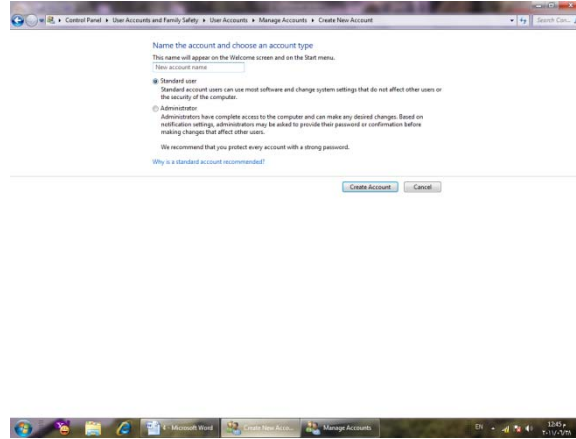 Control Panel ▸ User Accounts and Family Safety ▸ User Accounts ▸ Manage Accounts ▸ Create New Account
Search Con...
Name the account and choose an account type
This name will appear on the Welcome screen and on the Start menu.
New account name
Standard user
Standard account users can use most software and change system settings that do not affect other users or
the security of the computer.
Administrator
Administrators have complete access to the computer and can make any desired changes. Based on
notification settings, administrators may be asked to provide their password or confirmation before
making changes that affect other users.
We recommend that you protect every account with a strong password.
Why is a standard account recommended?
Create Account
Cancel
Microsoft Word
Create New Acco...
Manage Accounts
EN
12:45 م